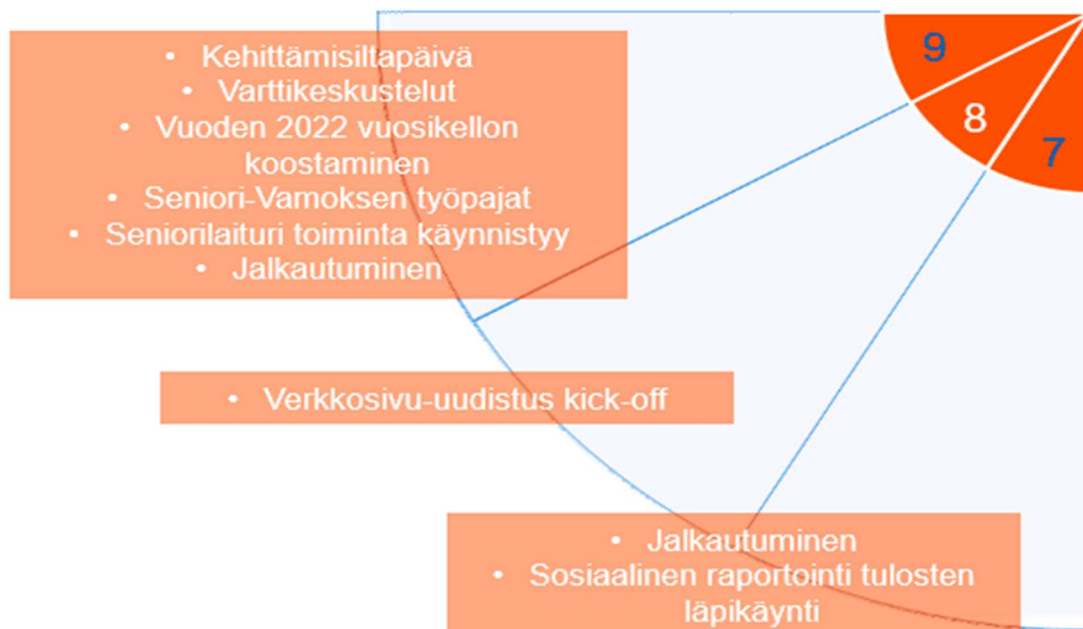 9
8
7
• Kehittämisiltapäivä
• Varttikeskustelut
• Vuoden 2022 vuosikellon
koostaminen
• Seniori-Vamoksen työpajat
• Seniorilaituri toiminta käynnistyy
• Jalkautuminen
• Verkkosivu-uudistus kick-off
• Jalkautuminen
• Sosiaalinen raportointi tulosten
läpikäynti